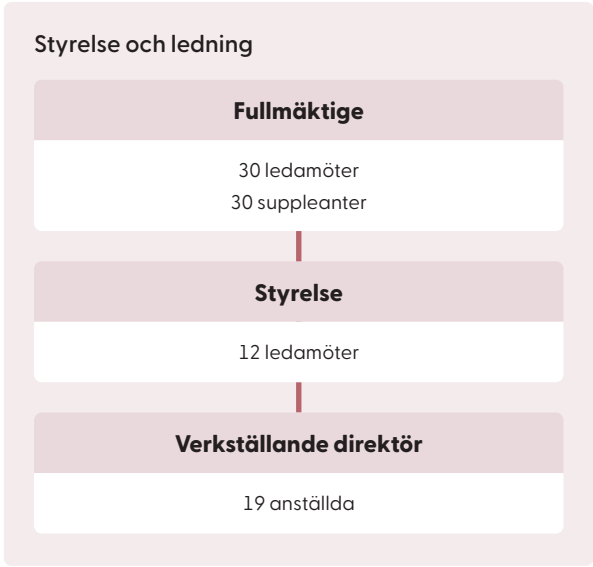 Styrelse och ledning
Fullmäktige
30 ledamöter
30 suppleanter
Styrelse
12 ledamöter
Verkställande direktör
19 anställda